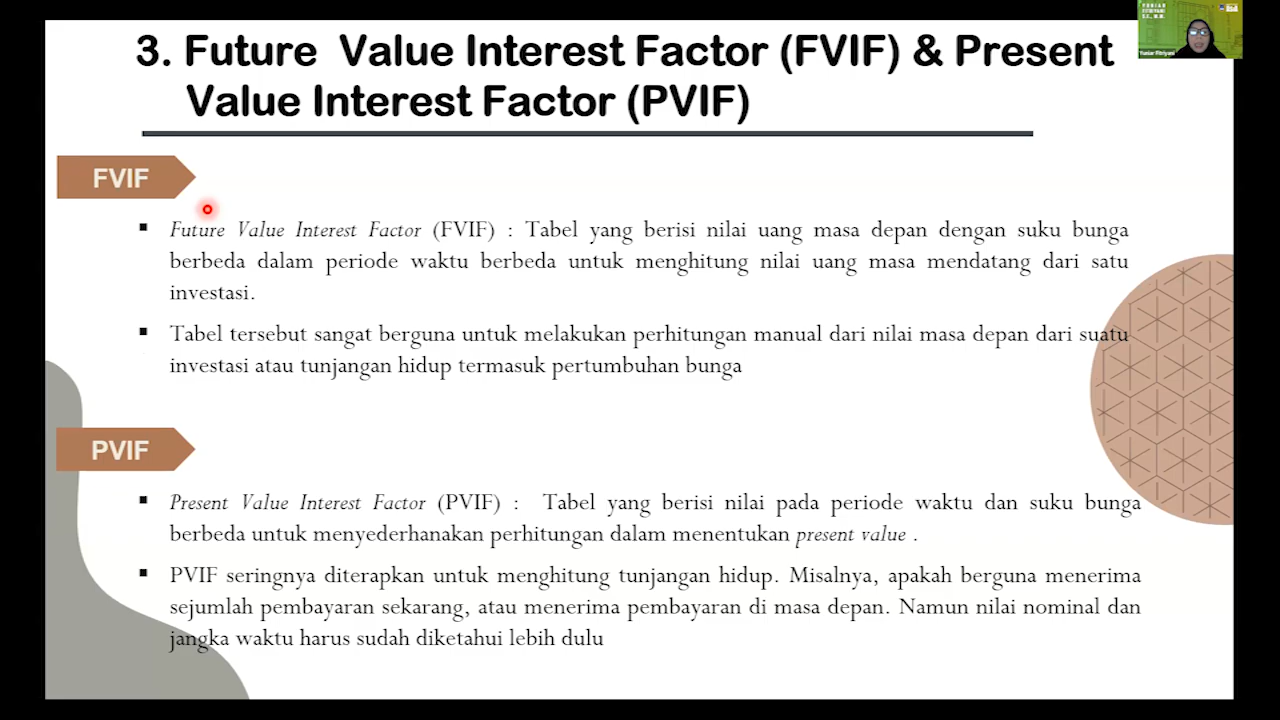 3. Future Value Interest Factor (FVIF) & Present
Value Interest Factor (PVIF)
FVIF
▪ Future Value Interest Factor (FVIF) : Tabel yang berisi nilai uang masa depan dengan suku bunga
berbeda dalam periode waktu berbeda untuk menghitung nilai uang masa mendatang dari satu
investasi.
▪ Tabel tersebut sangat berguna untuk melakukan perhitungan manual dari nilai masa depan dari suatu
investasi atau tunjangan hidup termasuk pertumbuhan bunga
PVIF
▪ Present Value Interest Factor (PVIF) : Tabel yang berisi nilai pada periode waktu dan suku bunga
berbeda untuk menyederhanakan perhitungan dalam menentukan present value .
▪ PVIF seringnya diterapkan untuk menghitung tunjangan hidup. Misalnya, apakah berguna menerima
sejumlah pembayaran sekarang, atau menerima pembayaran di masa depan. Namun nilai nominal dan
jangka waktu harus sudah diketahui lebih dulu
YUNIAR
Yuniar Fitriyani